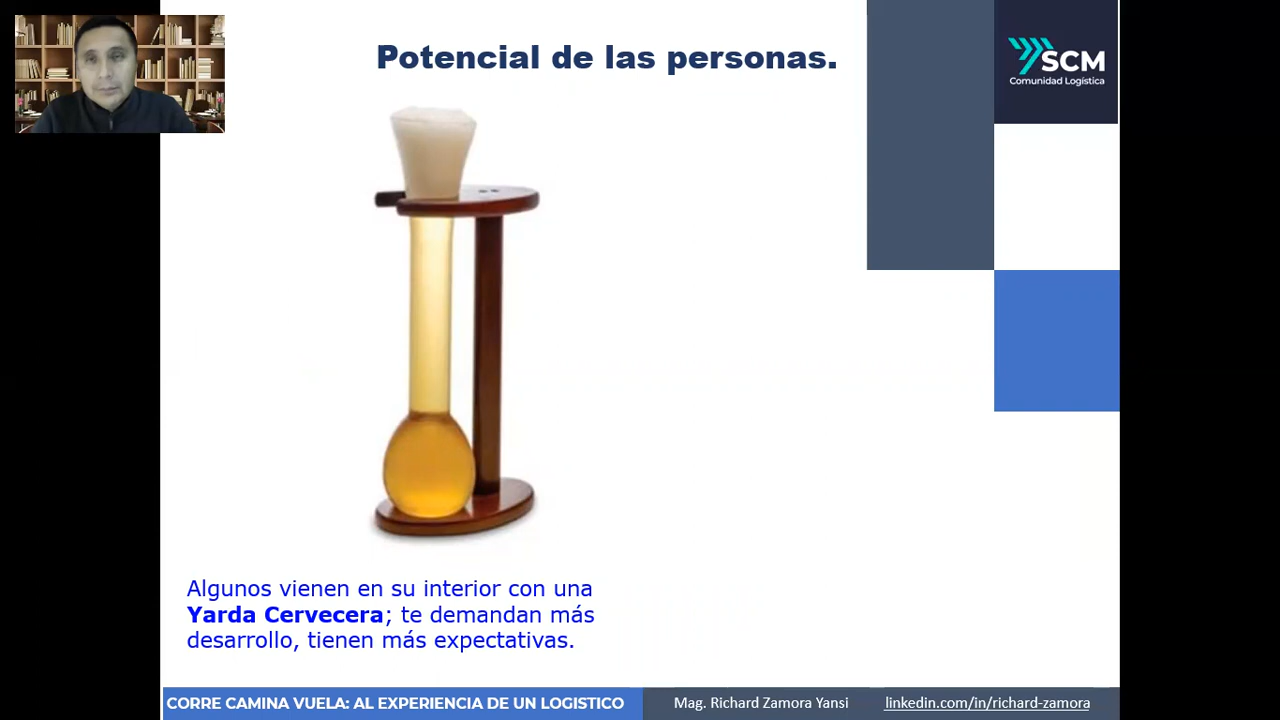 Potencial de las personas.
SCM
Comunidad Logística
Algunos vienen en su interior con una
Yarda Cervecera; te demandan más
desarrollo, tienen más expectativas.
CORRE CAMINA VUELA: AL EXPERIENCIA DE UN LOGISTICO
Mag. Richard Zamora Yansi
linkedin.com/in/richard-zamora